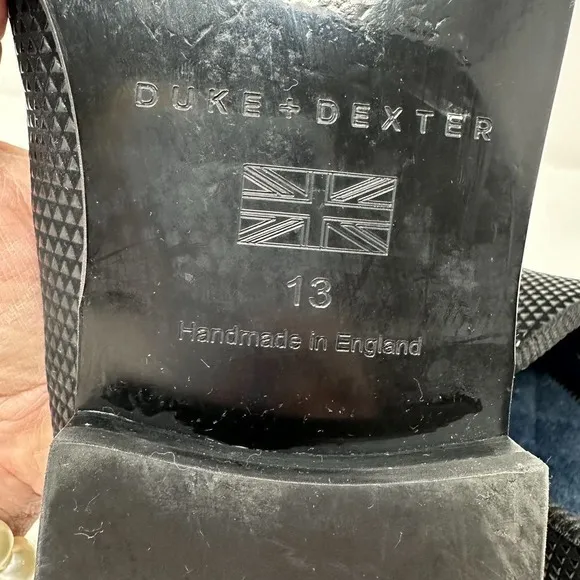 DUKE + DEXTER
13
Handmade in England